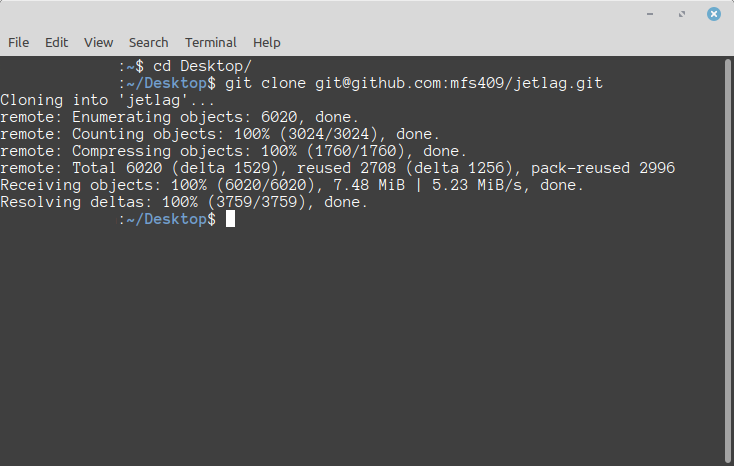 File Edit View Search Terminal Help
:~$ cd Desktop/
:~/Desktop$ git clone git@github.com:mfs409/jetlag.git
Cloning into 'jetlag'...
remote: Enumerating objects: 6020, done.
remote: Counting objects: 100% (3024/3024), done.
remote: Compressing objects: 100% (1760/1760), done.
remote: Total 6020 (delta 1529), reused 2708 (delta 1256), pack-reused 2996
Receiving objects: 100% (6020/6020), 7.48 MiB | 5.23 MiB/s, done.
Resolving deltas: 100% (3759/3759), done.
:~/Desktop$